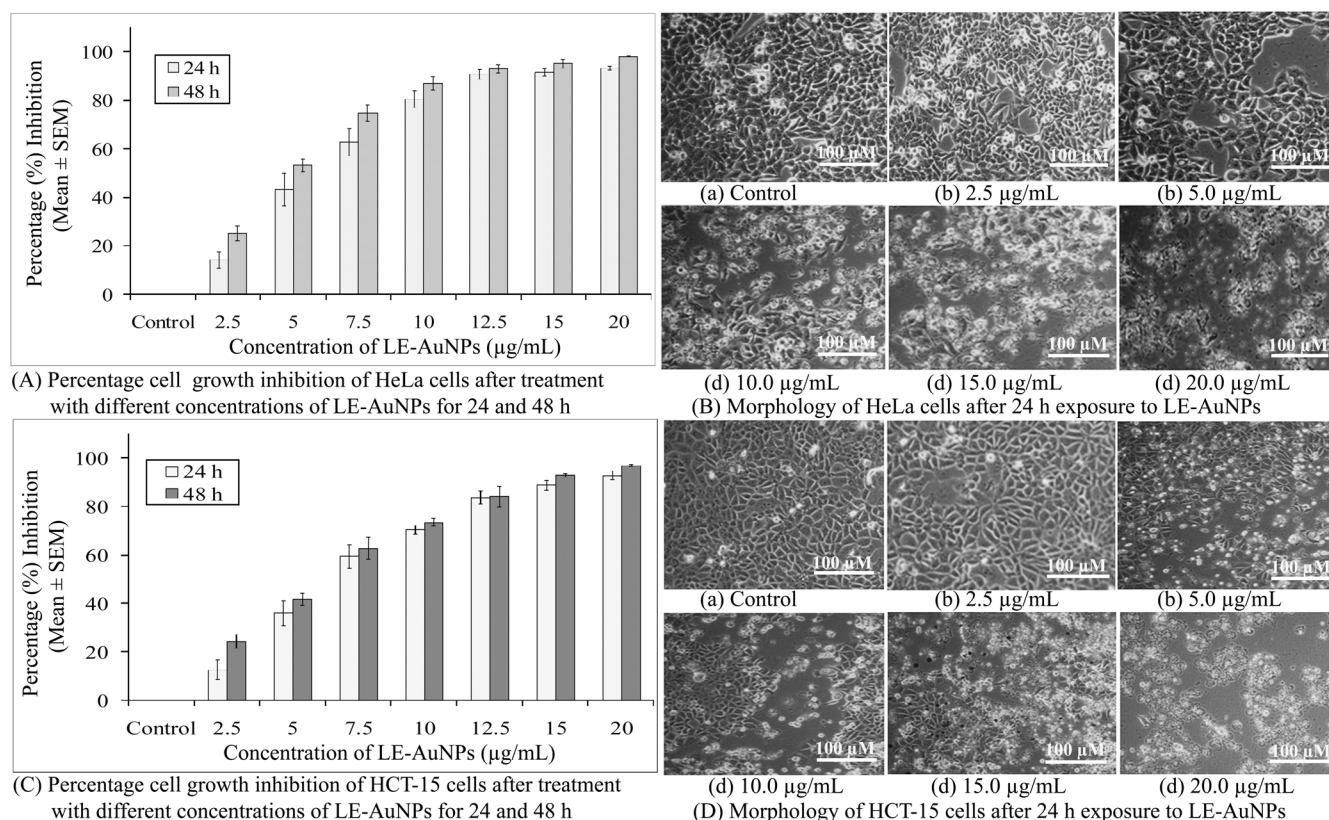 100
80
60
40
20
0
Percentage (%) Inhibition
(Mean ± SEM)
24 h
48 h
Control 2.5 5 7.5 10 12.5 15 20
Concentration of LE-AuNPs (µg/mL)
(A) Percentage cell growth inhibition of HeLa cells after treatment
with different concentrations of LE-AuNPs for 24 and 48 h
100 µM
100 µM
100 µM
(a) Control
(b) 2.5 µg/mL
(b) 5.0 µg/mL
100 µM
100 µM
100 µM
(d) 10.0 µg/mL
(d) 15.0 µg/mL
(d) 20.0 µg/mL
(B) Morphology of HeLa cells after 24 h exposure to LE-AuNPs
100
80
60
40
20
0
Percentage (%) Inhibition
(Mean ± SEM)
24 h
48 h
Control 2.5 5 7.5 10 12.5 15 20
Concentration of LE-AuNPs (µg/mL)
(C) Percentage cell growth inhibition of HCT-15 cells after treatment
with different concentrations of LE-AuNPs for 24 and 48 h
100 µM
100 µM
100 µM
(a) Control
(b) 2.5 µg/mL
(b) 5.0 µg/mL
100 µM
100 µM
100 µM
(d) 10.0 µg/mL
(d) 15.0 µg/mL
(d) 20.0 µg/mL
(D) Morphology of HCT-15 cells after 24 h exposure to LE-AuNPs